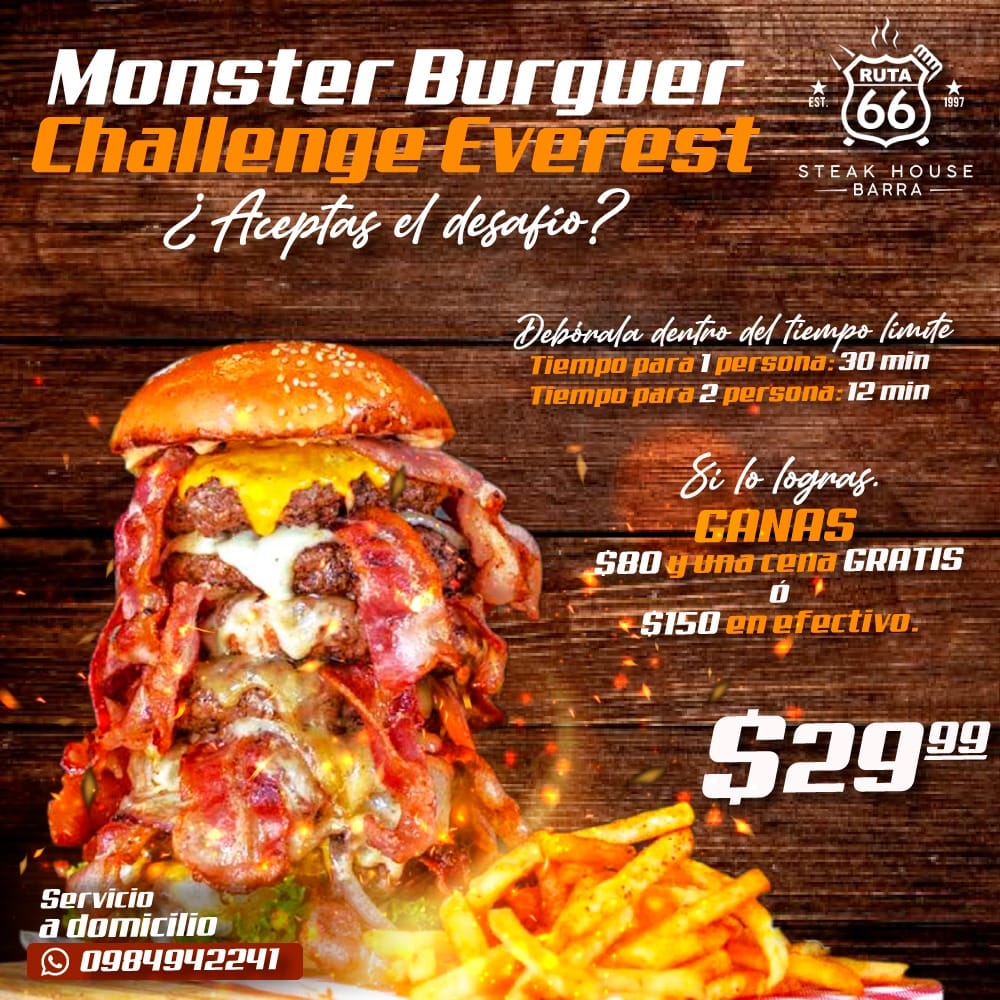 Monster Burguer
Challenge Everest
¿Aceptas el desafio?
RUTA
66
EST. 1997
STEAK HOUSE
BARRA
Debórala dentro del tiempo limite
Tiempo para 1 persona: 30 min
Tiempo para 2 persona: 12 min
Si lo logras.
GANAS
$80 y una cena GRATIS
ó
$150 en efectivo.
$29 99
Servicio
a domicilio
0984942241